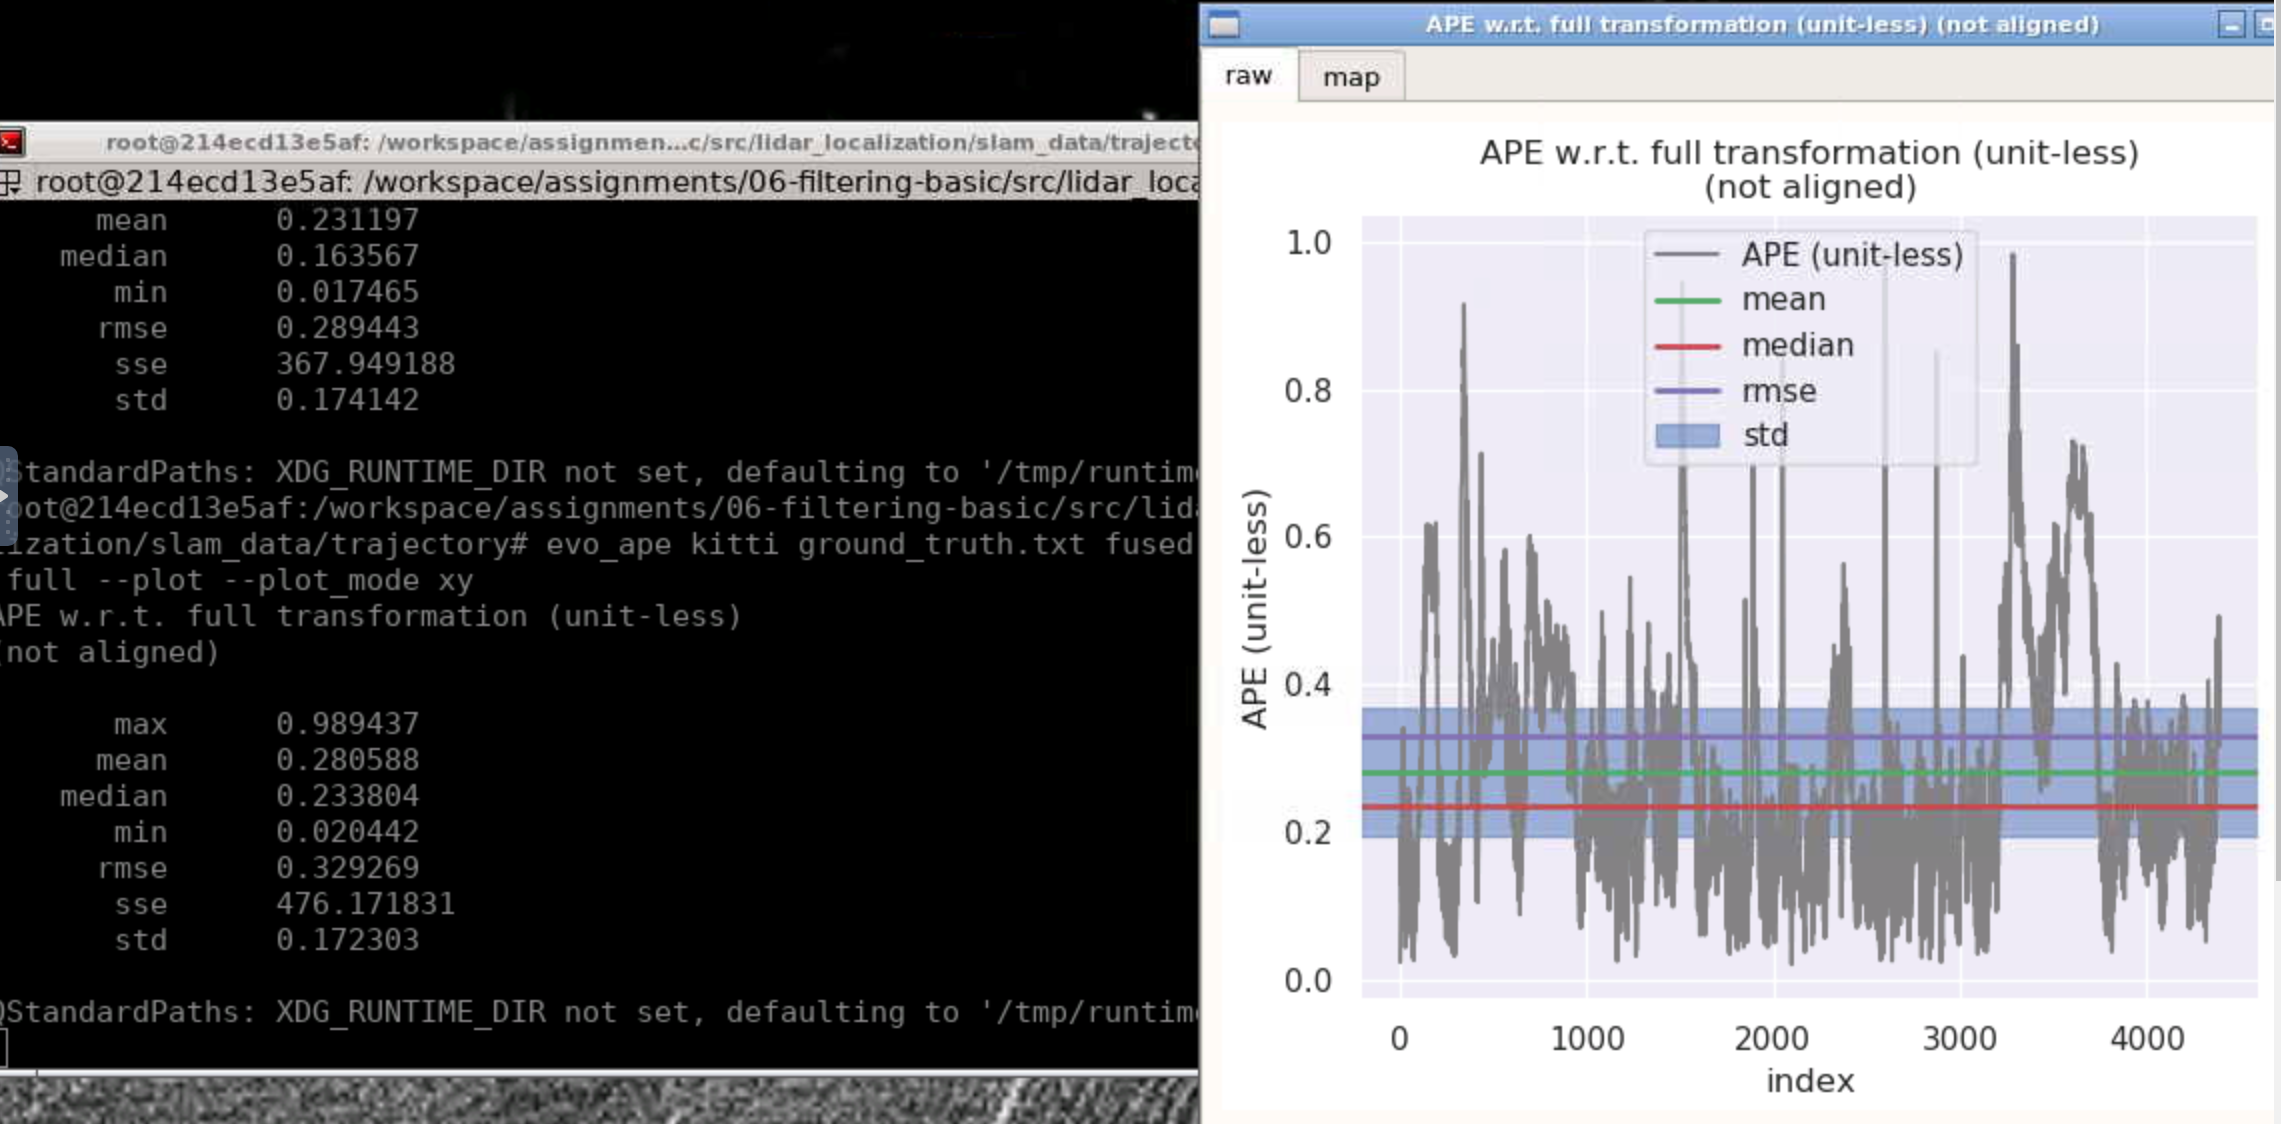 root@214ecd13e5af: /workspace/assignmen...c/src/lidar_localization/slam_data/trajecto
root@214ecd13e5af: /workspace/assignments/06-filtering-basic/src/lidar_loca
mean 0.231197
median 0.163567
min 0.017465
rmse 0.289443
sse 367.949188
std 0.174142
QStandardPaths: XDG_RUNTIME_DIR not set, defaulting to '/tmp/runtime
root@214ecd13e5af:/workspace/assignments/06-filtering-basic/src/lida
lization/slam_data/trajectory# evo_ape kitti ground_truth.txt fused
full --plot --plot_mode xy
APE w.r.t. full transformation (unit-less)
(not aligned)
max 0.989437
mean 0.280588
median 0.233804
min 0.020442
rmse 0.329269
sse 476.171831
std 0.172303
QStandardPaths: XDG_RUNTIME_DIR not set, defaulting to '/tmp/runtime
APE w.r.t. full transformation (unit-less) (not aligned)
raw map
APE w.r.t. full transformation (unit-less)
(not aligned)
APE (unit-less)
mean
median
rmse
std
APE (unit-less)
1.0
0.8
0.6
0.4
0.2
0.0
0 1000 2000 3000 4000
index